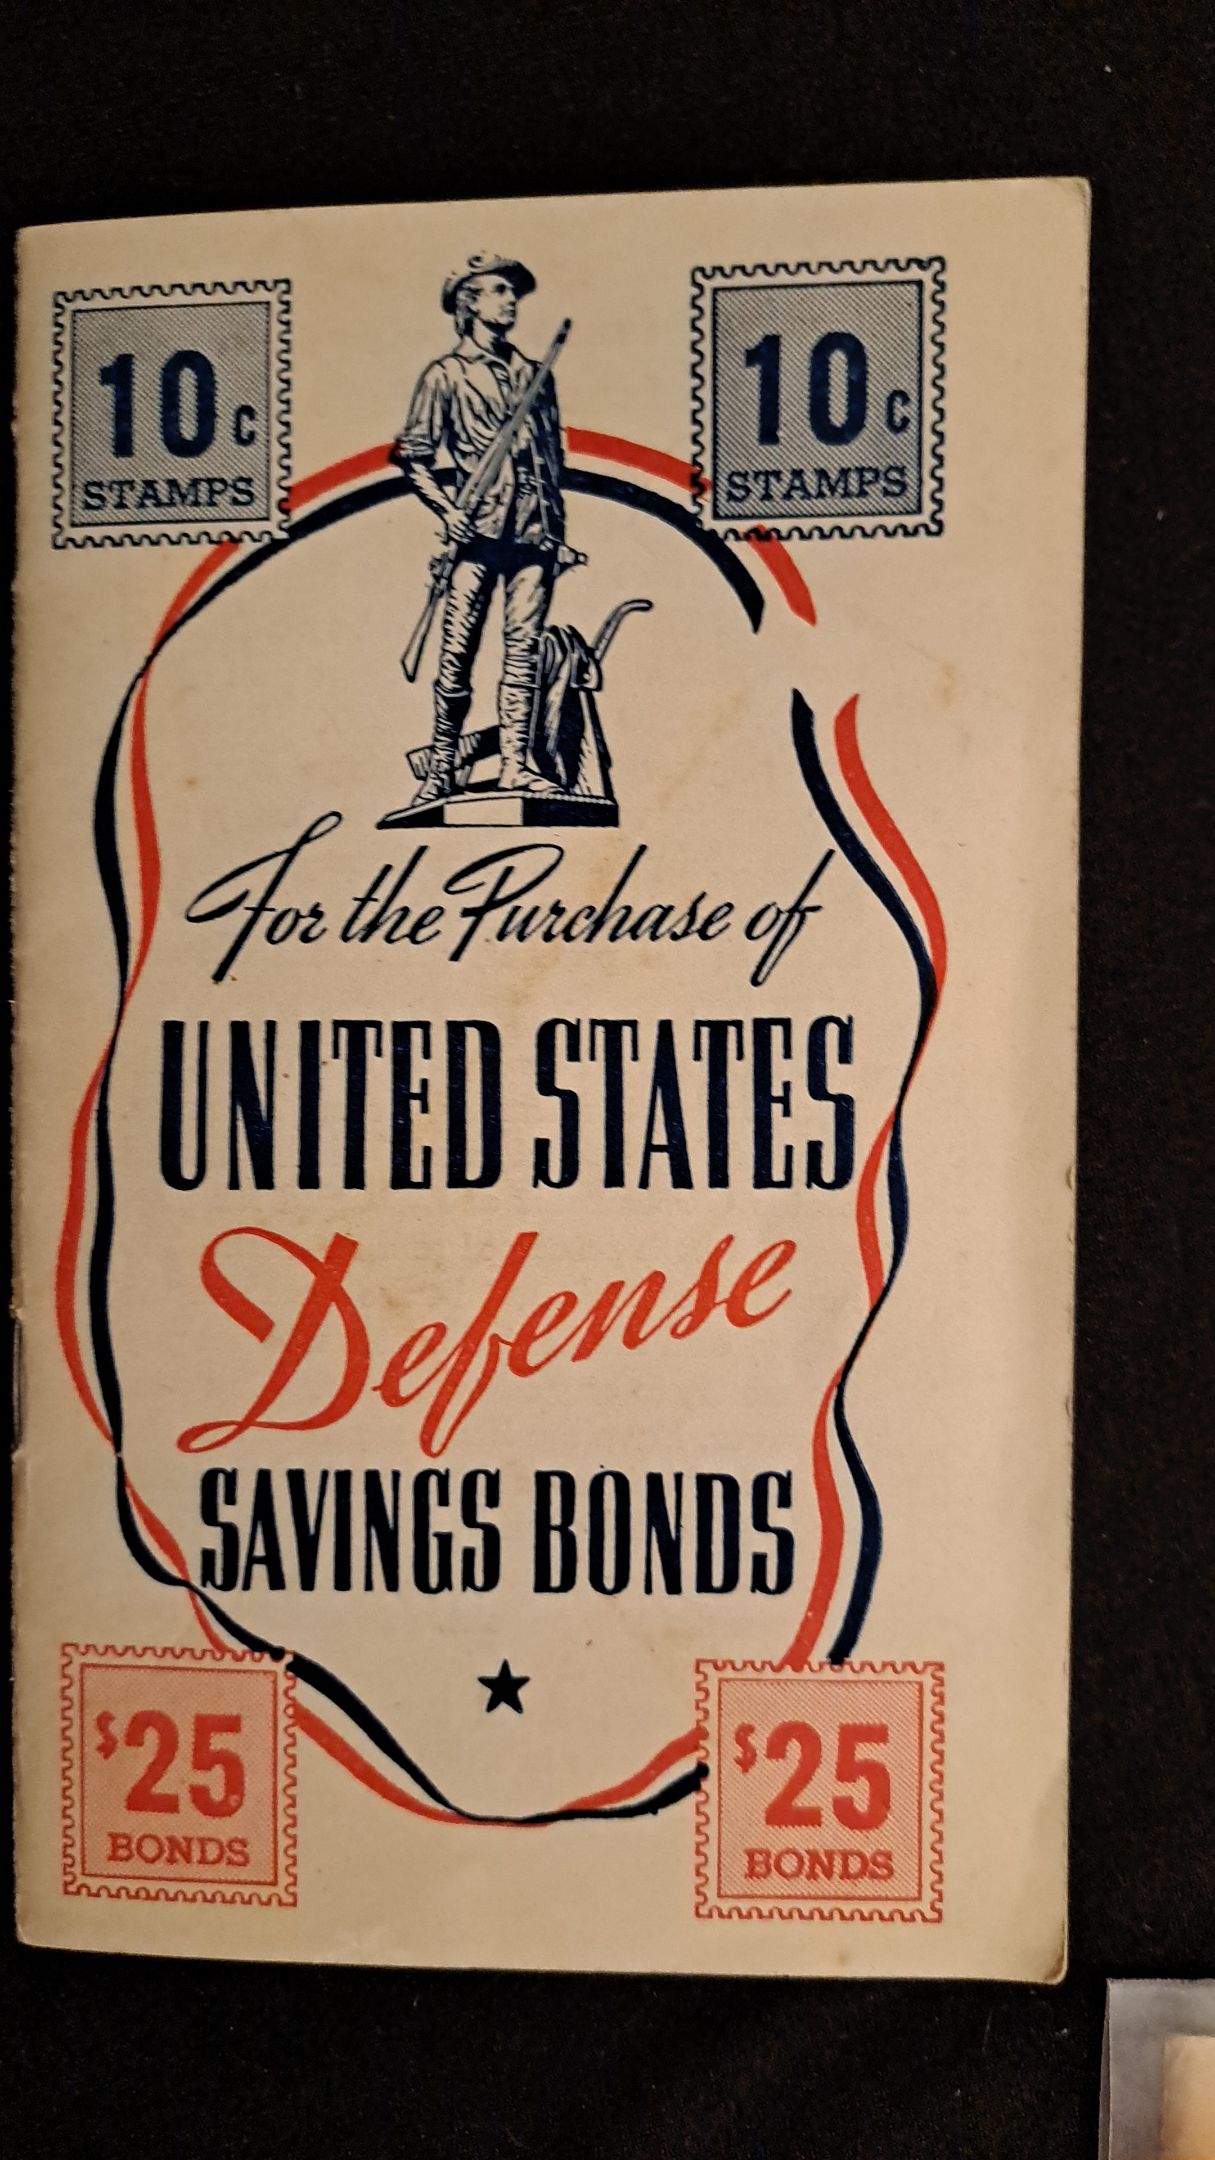 10c
STAMPS
10c
STAMPS
For the Purchase of
UNITED STATES
Defense
SAVINGS BONDS
$25
BONDS
$25
BONDS